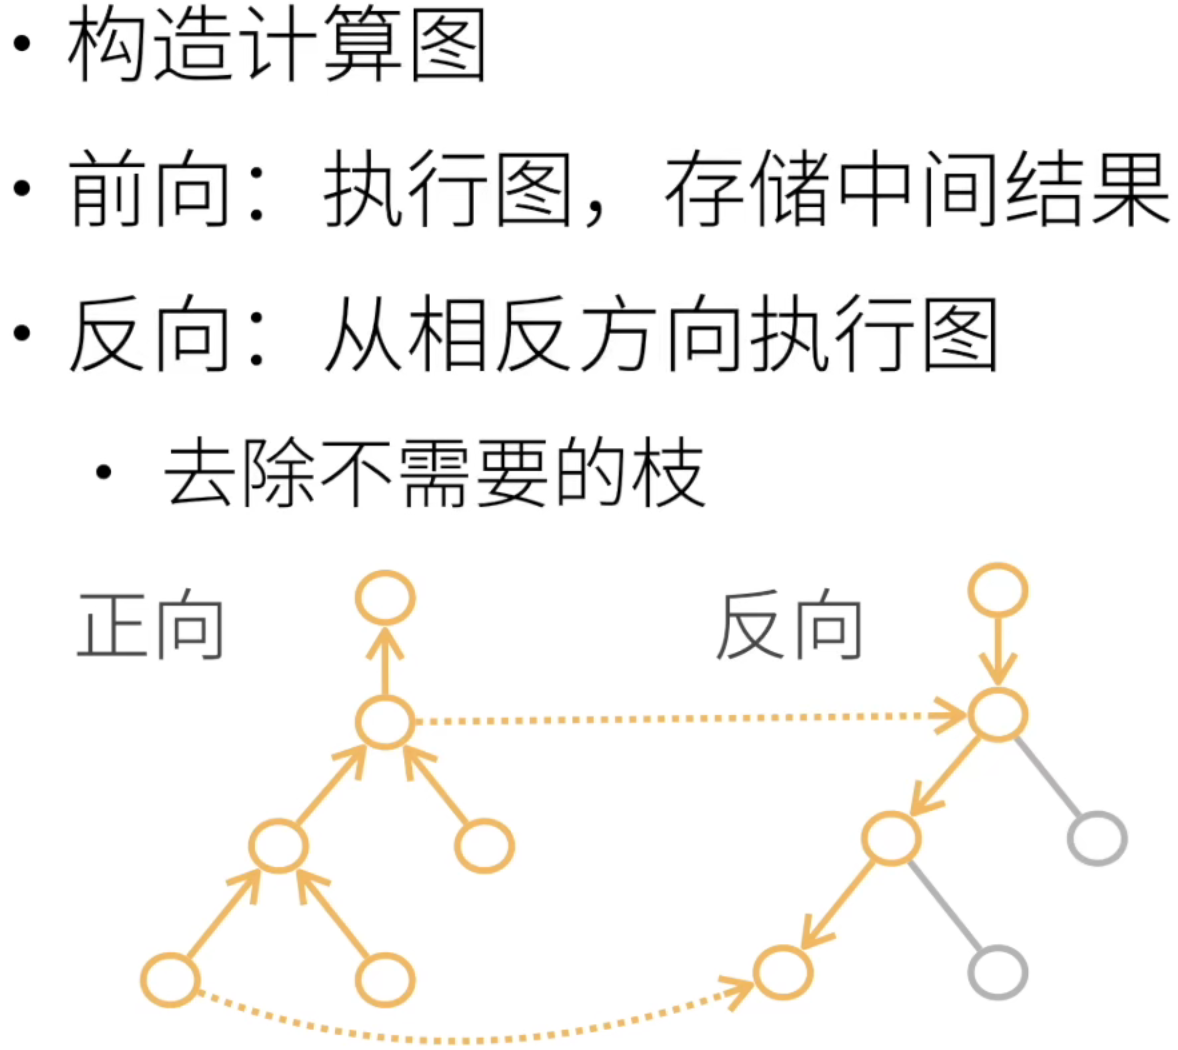 • 构造计算图
• 前向：执行图，存储中间结果
• 反向：从相反方向执行图
• 去除不需要的枝
正向
反向